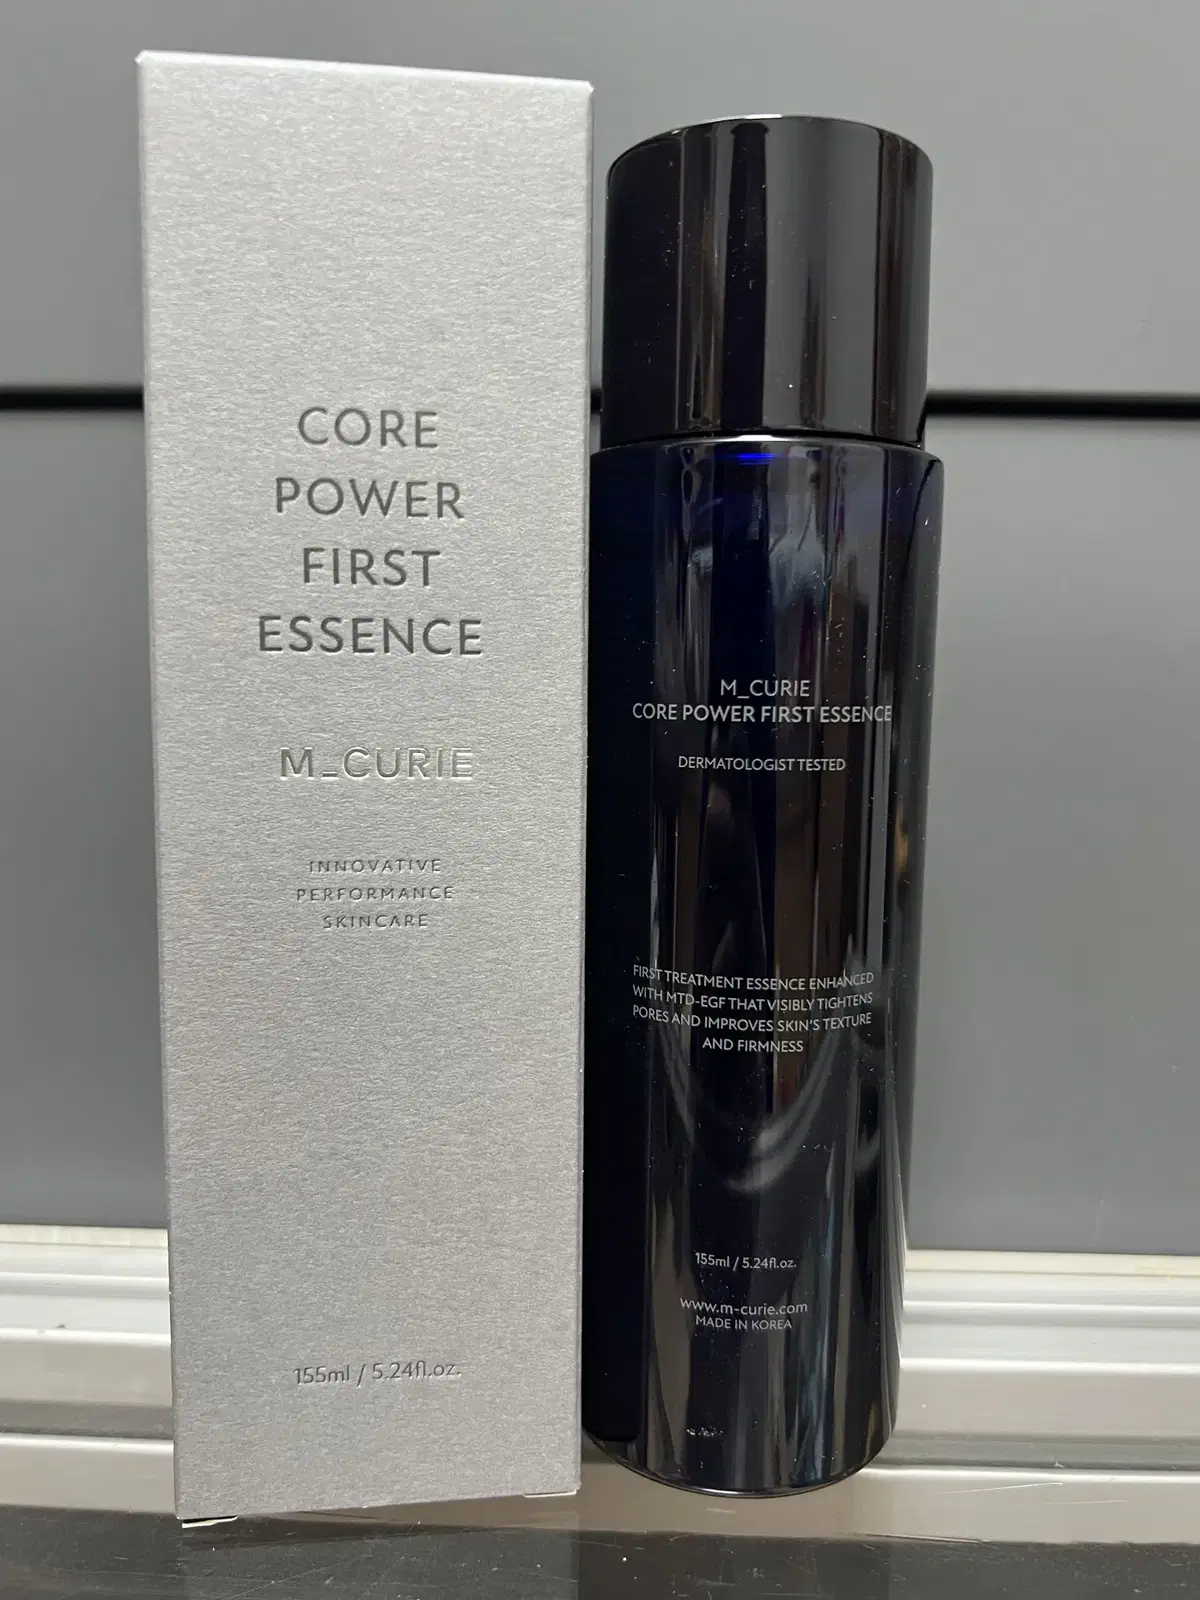 CORE
POWER
FIRST
ESSENCE
M_CURIE
INNOVATIVE
PERFORMANCE
SKINCARE
155ml / 5.24fl.oz.
M_CURIE
CORE POWER FIRST ESSENCE
DERMATOLOGIST TESTED
FIRST TREATMENT ESSENCE ENHANCED
WITH MTD-EGF THAT VISIBLY TIGHTENS
PORES AND IMPROVES SKIN'S TEXTURE
AND FIRMNESS
155ml / 5.24fl.oz.
www.m-curie.com
MADE IN KOREA